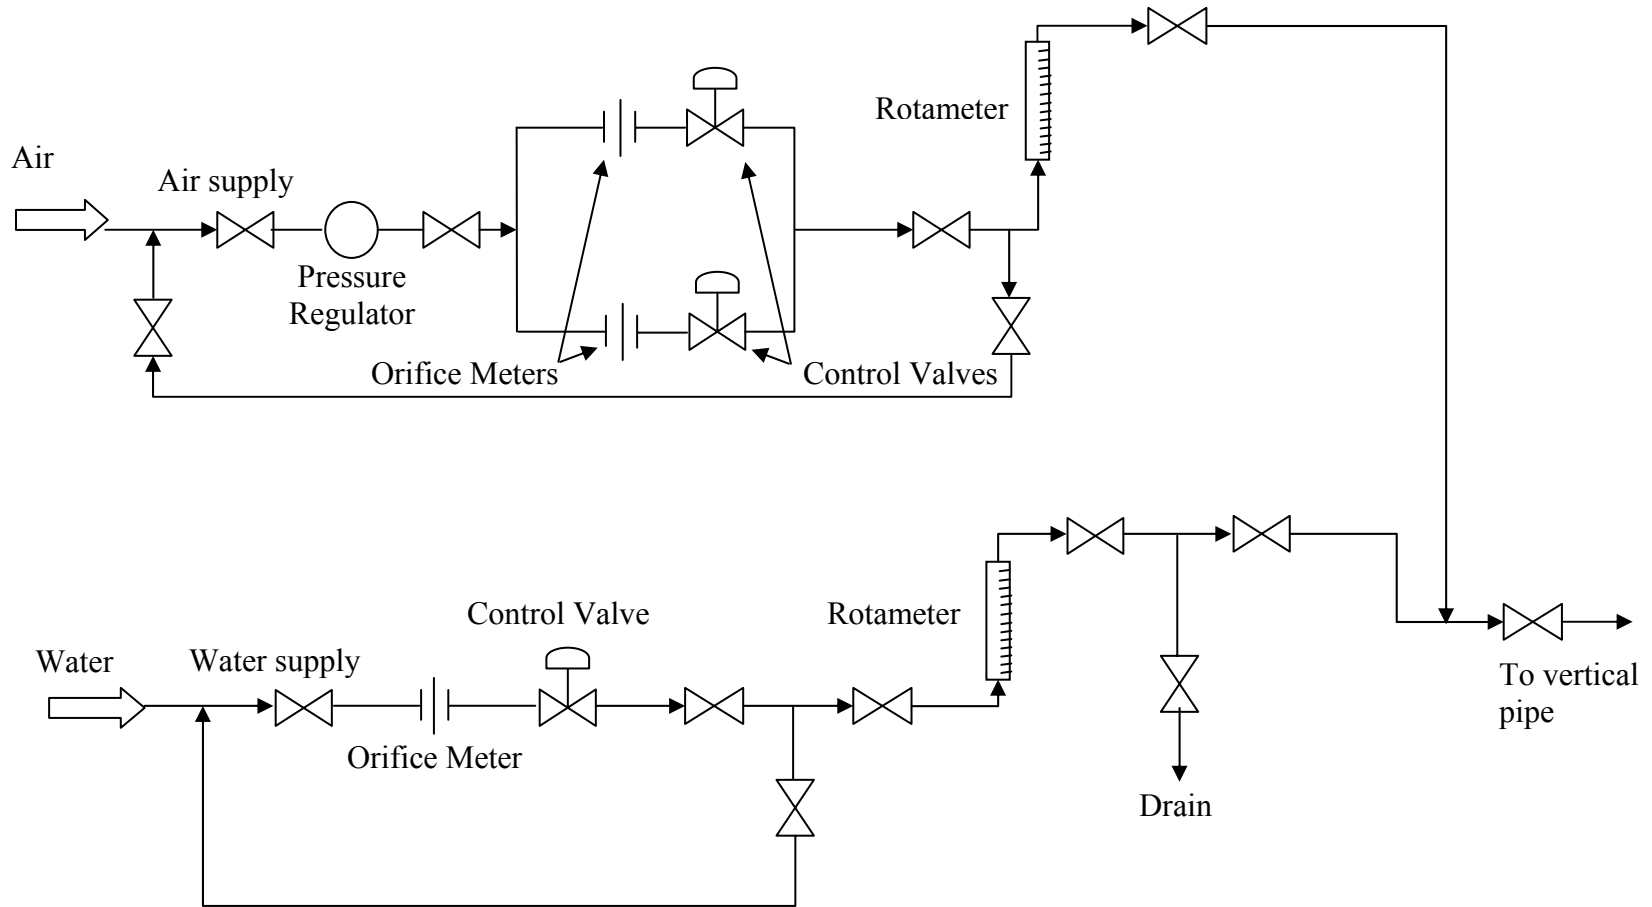 Rotameter
Air
Air supply
Pressure
Regulator
Orifice Meters
Control Valves
Control Valve
Rotameter
Water
Water supply
Orifice Meter
To vertical
pipe
Drain